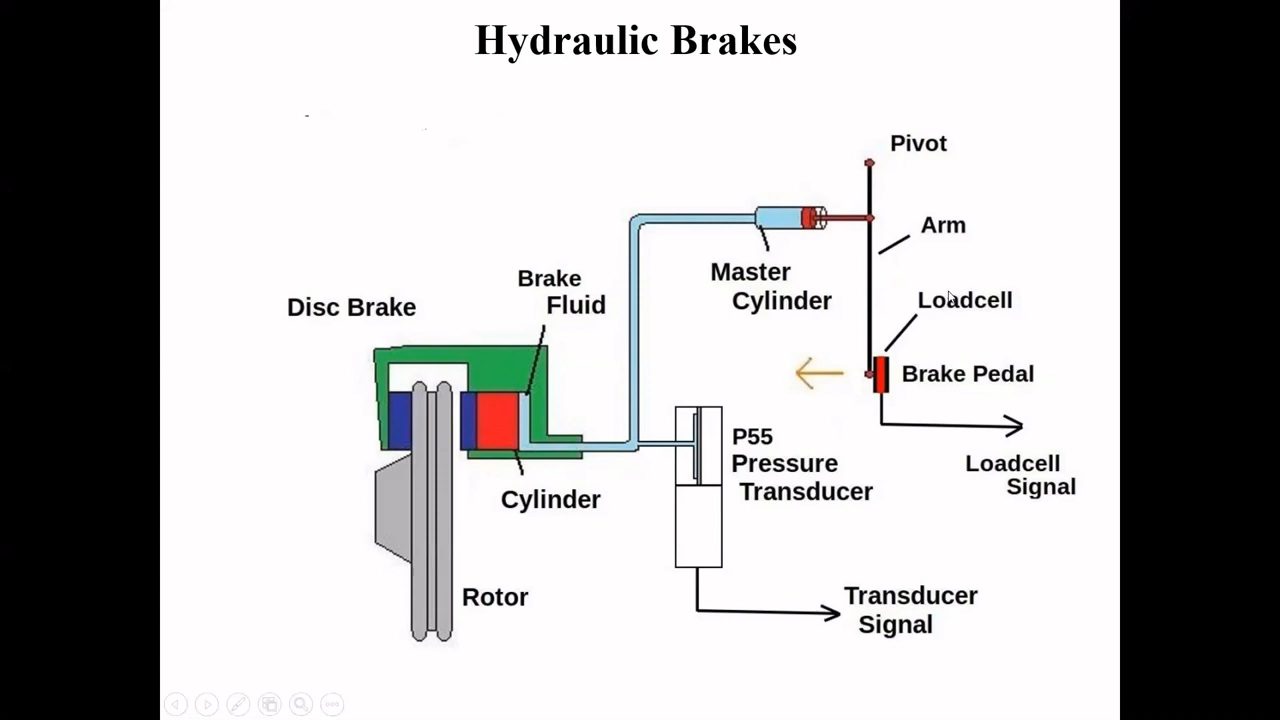 Hydraulic Brakes
Pivot
Arm
Master
Cylinder
Brake
Fluid
Loadcell
Disc Brake
Brake Pedal
P55
Pressure
Transducer
Loadcell
Signal
Cylinder
Rotor
Transducer
Signal